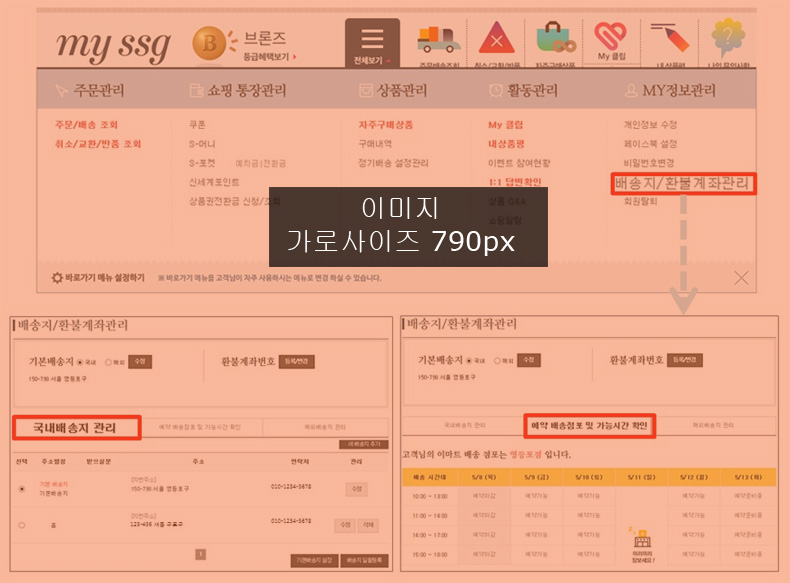 my ssg
B
브론즈
등급혜택보기
전체보기
주문배송조회
취소/교환/반품
자주구매상품
My 클립
내 상품평
나의 문의사항
주문관리
쇼핑 통장관리
상품관리
활동관리
MY정보관리
주문/배송 조회
쿠폰
자주구매상품
My 클립
개인정보 수정
취소/교환/반품 조회
S-머니
구매내역
내상품평
페이스북 설정
S-포켓 예치금|전환금
정기배송 설정관리
이벤트 참여현황
비밀번호변경
신세계포인트
1:1 답변확인
배송지/환불계좌관리
상품권전환금 신청/조회
상품 Q&A
회원탈퇴
쇼핑알림
이미지
가로사이즈 790px
바로가기 메뉴 설정하기
※ 바로가기 메뉴를 고객님이 자주 사용하시는 메뉴로 변경 하실 수 있습니다.
배송지/환불계좌관리
기본배송지 국내 해외 수정
환불계좌번호 등록/변경
150-790 서울 영등포구
국내배송지 관리
예약 배송점포 및 가능시간 확인
해외배송지 관리
새 배송지 추가
선택 주소별칭 받으실분 주소 연락처 관리
기본 배송지
기본배송지
[지번주소]
150-790 서울 영등포구
010-1234-5678
수정
집
[지번주소]
123-456 서울 우표구
010-1234-5678
수정 삭제
1
기본배송지 설정
배송지 일괄등록
배송지/환불계좌관리
기본배송지 국내 해외 수정
환불계좌번호 등록/변경
150-790 서울 영등포구
국내배송지 관리
예약 배송점포 및 가능시간 확인
해외배송지 관리
고객님의 이마트 배송 점포는 영등포점 입니다.
배송 시간대 5/8 (목) 5/9 (금) 5/10 (토) 5/11 (일) 5/12 (월) 5/13 (화)
10:00 ~ 13:00 예약마감 예약가능 예약가능 예약가능 예약준비중
11:00 ~ 14:00 예약마감 예약가능 예약가능 예약가능 예약준비중
14:00 ~ 17:00 예약마감 예약가능 예약가능 예약가능 예약준비중
15:00 ~ 18:00 예약마감 예약가능 예약가능 예약가능 예약준비중